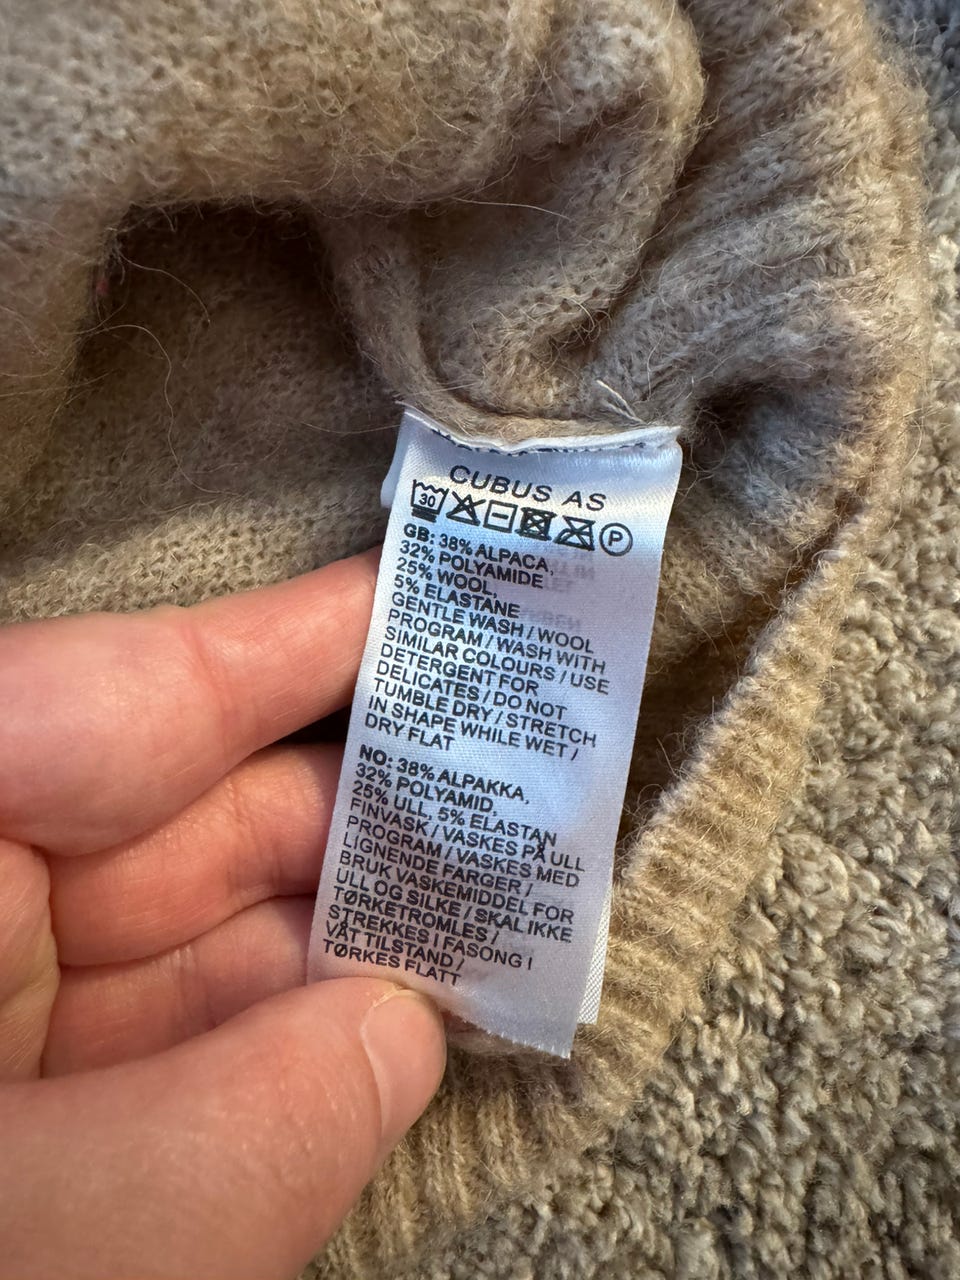 CUBUS AS
30 P
GB: 38% ALPACA,
32% POLYAMIDE
25% WOOL,
5% ELASTANE
GENTLE WASH / WOOL
PROGRAM / WASH WITH
SIMILAR COLOURS / USE
DETERGENT FOR
DELICATES / DO NOT
TUMBLE DRY / STRETCH
IN SHAPE WHILE WET /
DRY FLAT
NO: 38% ALPAKKA,
32% POLYAMID,
25% ULL, 5% ELASTAN
FINVASK / VASKES PÅ ULL
PROGRAM / VASKES MED
LIGNENDE FARGER /
BRUK VASKEMIDDEL FOR
ULL OG SILKE / SKAL IKKE
TØRKETROMLES /
STREKKES I FASONG I
VÅT TILSTAND /
TØRKES FLATT